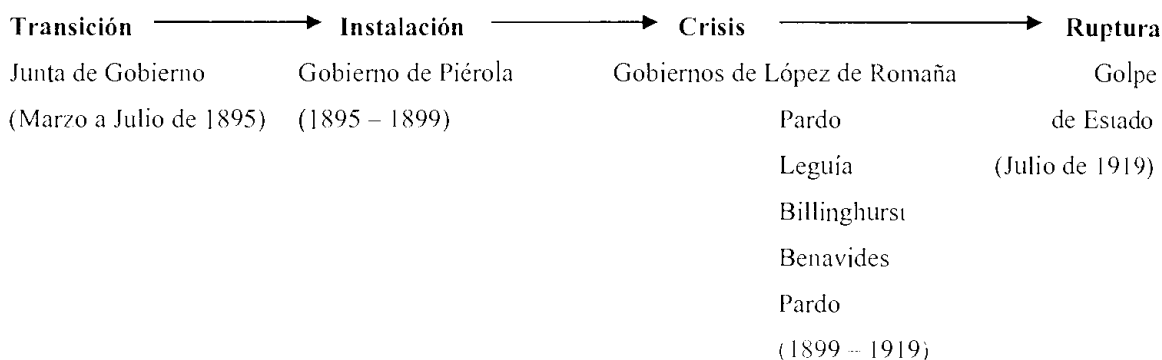 Transición Instalación Crisis Ruptura
Junta de Gobierno Gobierno de Piérola Gobiernos de López de Romaña Golpe
(Marzo a Julio de 1895) (1895 – 1899) Pardo de Estado
Leguía (Julio de 1919)
Billinghurst
Benavides
Pardo
(1899 – 1919)